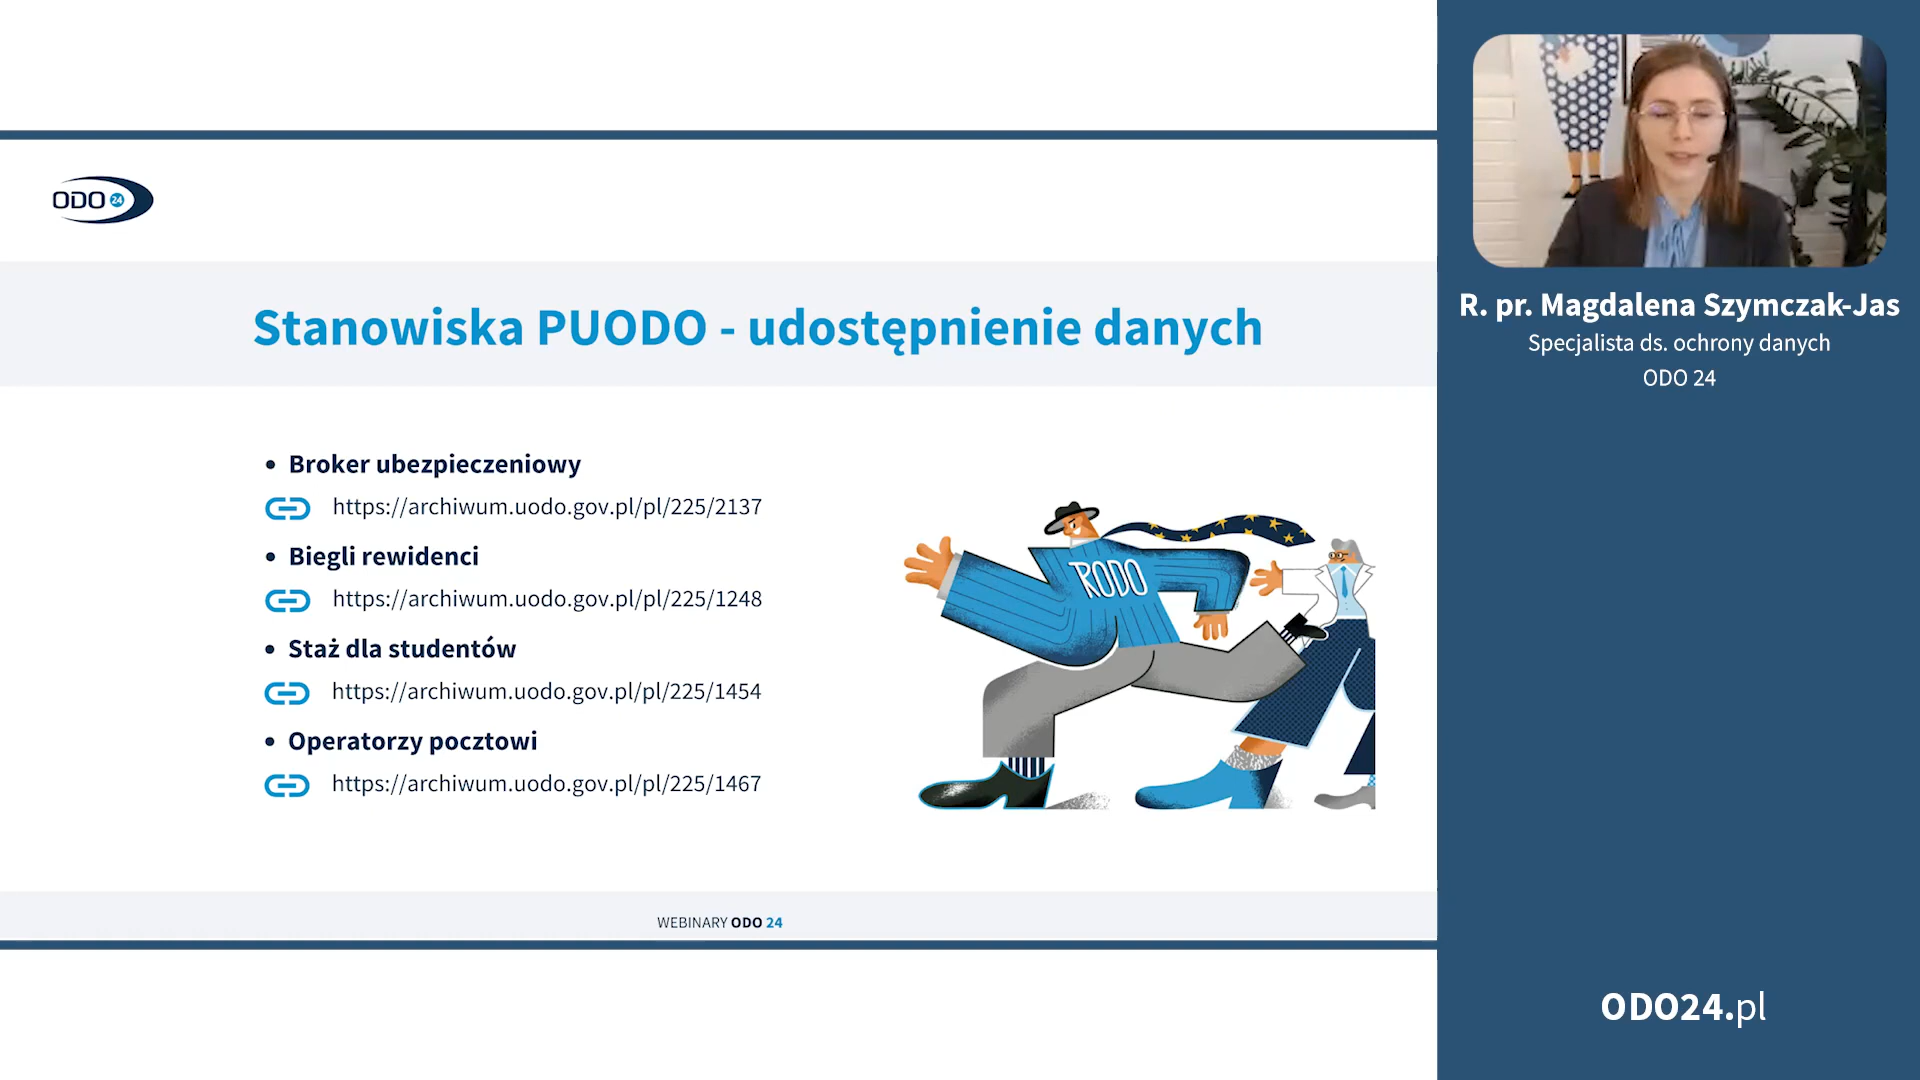 ODO 24
Stanowiska PUODO - udostępnienie danych
• Broker ubezpieczeniowy
https://archiwum.uodo.gov.pl/pl/225/2137
• Biegli rewidenci
https://archiwum.uodo.gov.pl/pl/225/1248
• Staż dla studentów
https://archiwum.uodo.gov.pl/pl/225/1454
• Operatorzy pocztowi
https://archiwum.uodo.gov.pl/pl/225/1467
RODO
WEBINARY ODO 24
R. pr. Magdalena Szymczak-Jas
Specjalista ds. ochrony danych
ODO 24
ODO24.pl